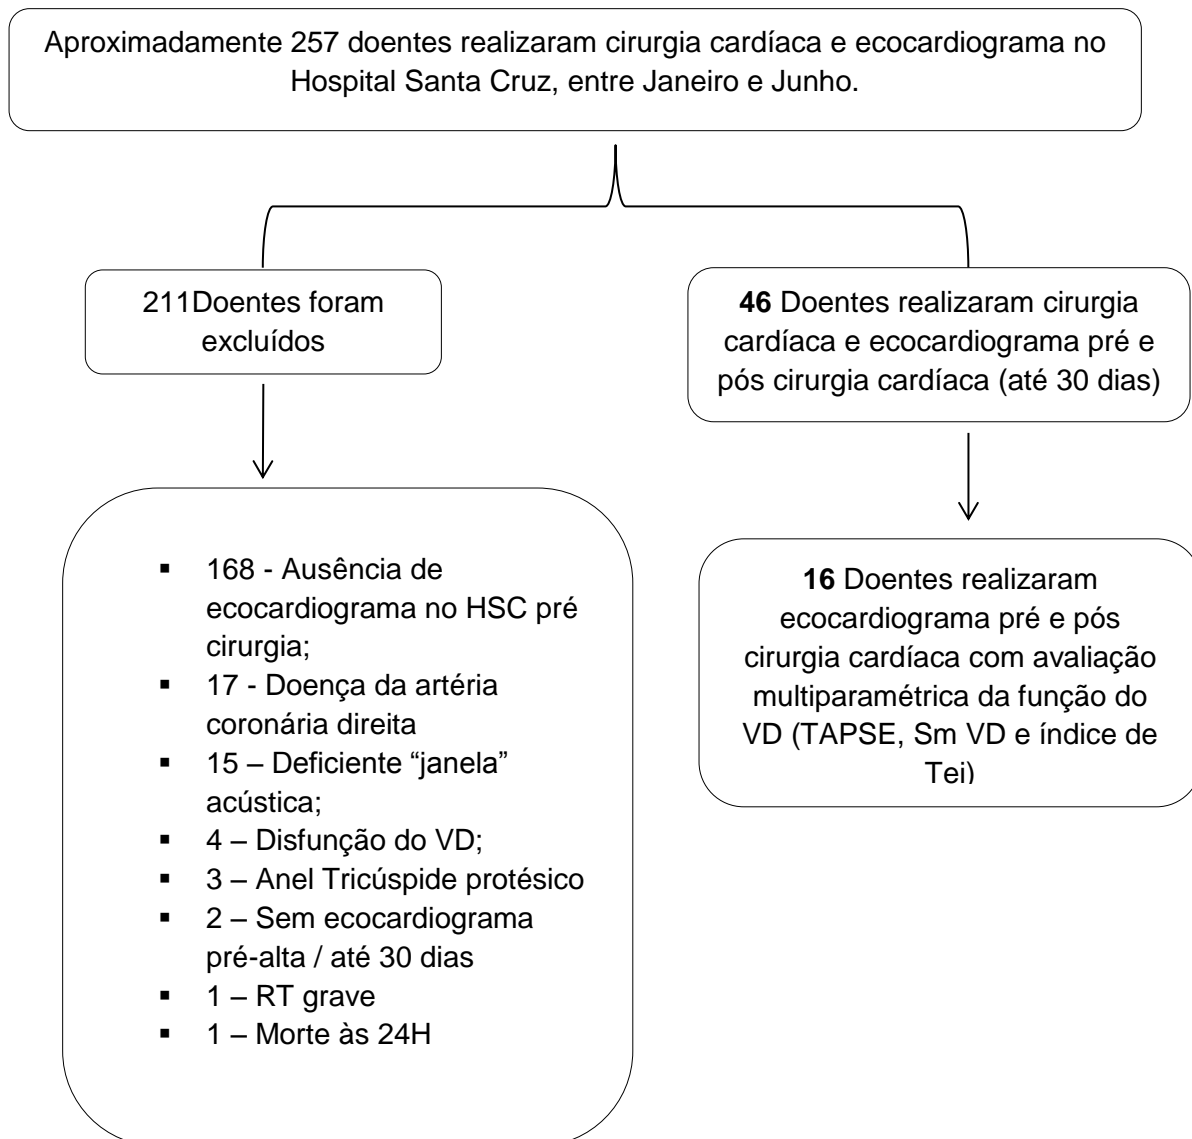 Aproximadamente 257 doentes realizaram cirurgia cardíaca e ecocardiograma no
Hospital Santa Cruz, entre Janeiro e Junho.
211Doentes foram
excluídos
46 Doentes realizaram cirurgia
cardíaca e ecocardiograma pré e
pós cirurgia cardíaca (até 30 dias)
▪ 168 - Ausência de
ecocardiograma no HSC pré
cirurgia;
▪ 17 - Doença da artéria
coronária direita
▪ 15 – Deficiente “janela”
acústica;
▪ 4 – Disfunção do VD;
▪ 3 – Anel Tricúspide protésico
▪ 2 – Sem ecocardiograma
pré-alta / até 30 dias
▪ 1 – RT grave
▪ 1 – Morte às 24H
16 Doentes realizaram
ecocardiograma pré e pós
cirurgia cardíaca com avaliação
multiparamétrica da função do
VD (TAPSE, Sm VD e índice de
Tei)